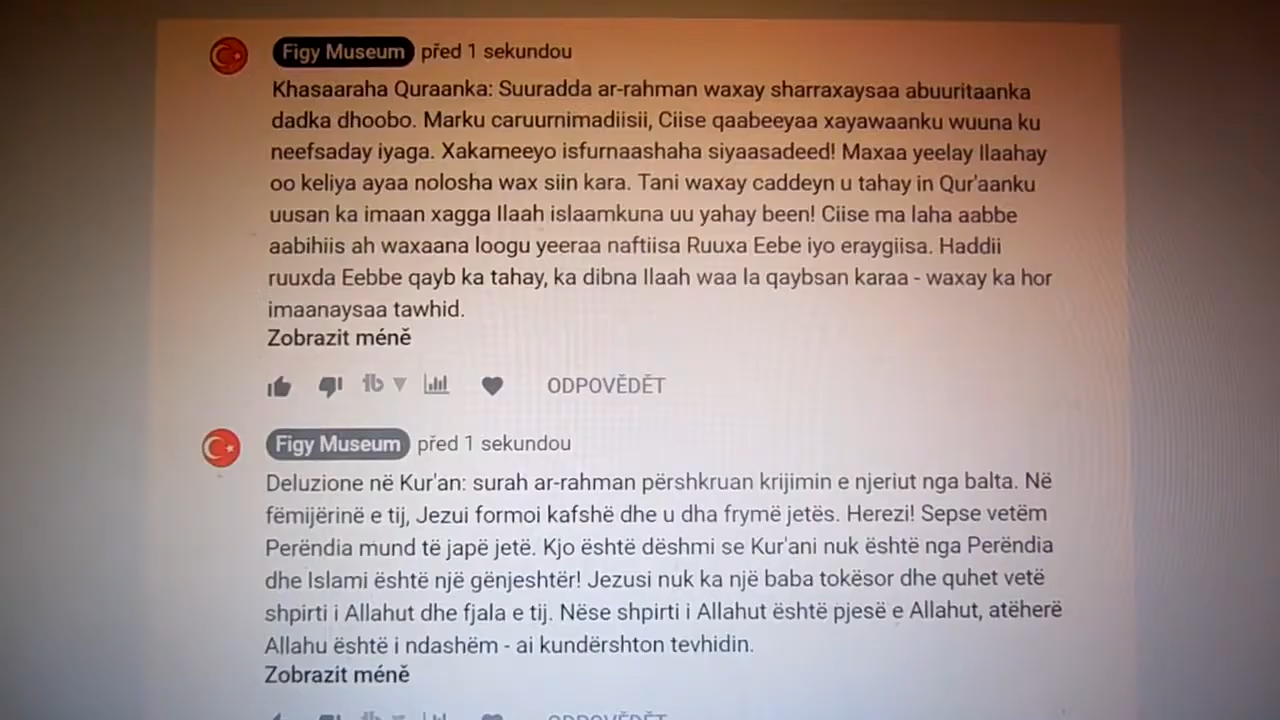 Figy Museum před 1 sekundou
Khasaaraha Quraanka: Suuradda ar-rahman waxay sharraxaysaa abuuritaanka
dadka dhoobo. Marku caruurnimadiisii, Ciise qaabeeyaa xayawaanku wuuna ku
neefsaday iyaga. Xakameeyo isfurnaashaha siyaasadeed! Maxaa yeelay Ilaahay
oo keliya ayaa nolosha wax siin kara. Tani waxay caddeyn u tahay in Qur'aanku
uusan ka imaan xagga Ilaah islaamkuna uu yahay been! Ciise ma laha aabbe
aabihiis ah waxaana loogu yeeraa naftiisa Ruuxa Eebe iyo eraygiisa. Haddii
ruuxda Eebbe qayb ka tahay, ka dibna Ilaah waa la qaybsan karaa - waxay ka hor
imaanaysaa tawhid.
Zobrazit méně
ODPOVĚDĚT
Figy Museum před 1 sekundou
Deluzione në Kur'an: surah ar-rahman përshkruan krijimin e njeriut nga balta. Në
fëmijërinë e tij, Jezui formoi kafshë dhe u dha frymë jetës. Herezi! Sepse vetëm
Perëndia mund të japë jetë. Kjo është dëshmi se Kur'ani nuk është nga Perëndia
dhe Islami është një gënjeshtër! Jezusi nuk ka një baba tokësor dhe quhet vetë
shpirti i Allahut dhe fjala e tij. Nëse shpirti i Allahut është pjesë e Allahut, atëherë
Allahu është i ndashëm - ai kundërshton tevhidin.
Zobrazit méně
ODPOVĚDĚT